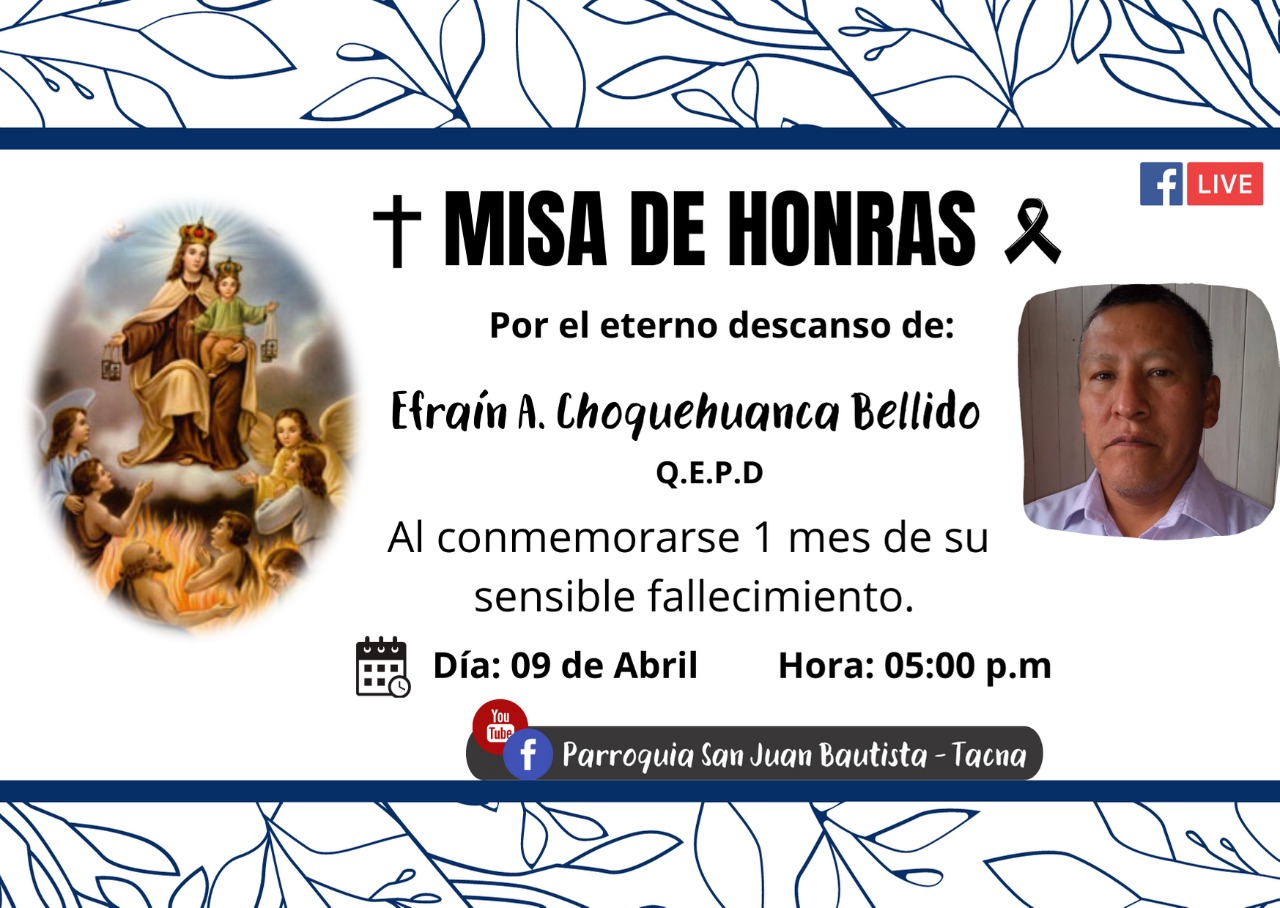 LIVE
MISA DE HONRAS
Por el eterno descanso de:
Efraín A. Choquehuanca Bellido
Q.E.P.D
Al conmemorarse 1 mes de su
sensible fallecimiento.
Día: 09 de Abril Hora: 05:00 p.m
You
Tube
Parroquia San Juan Bautista - Tacna